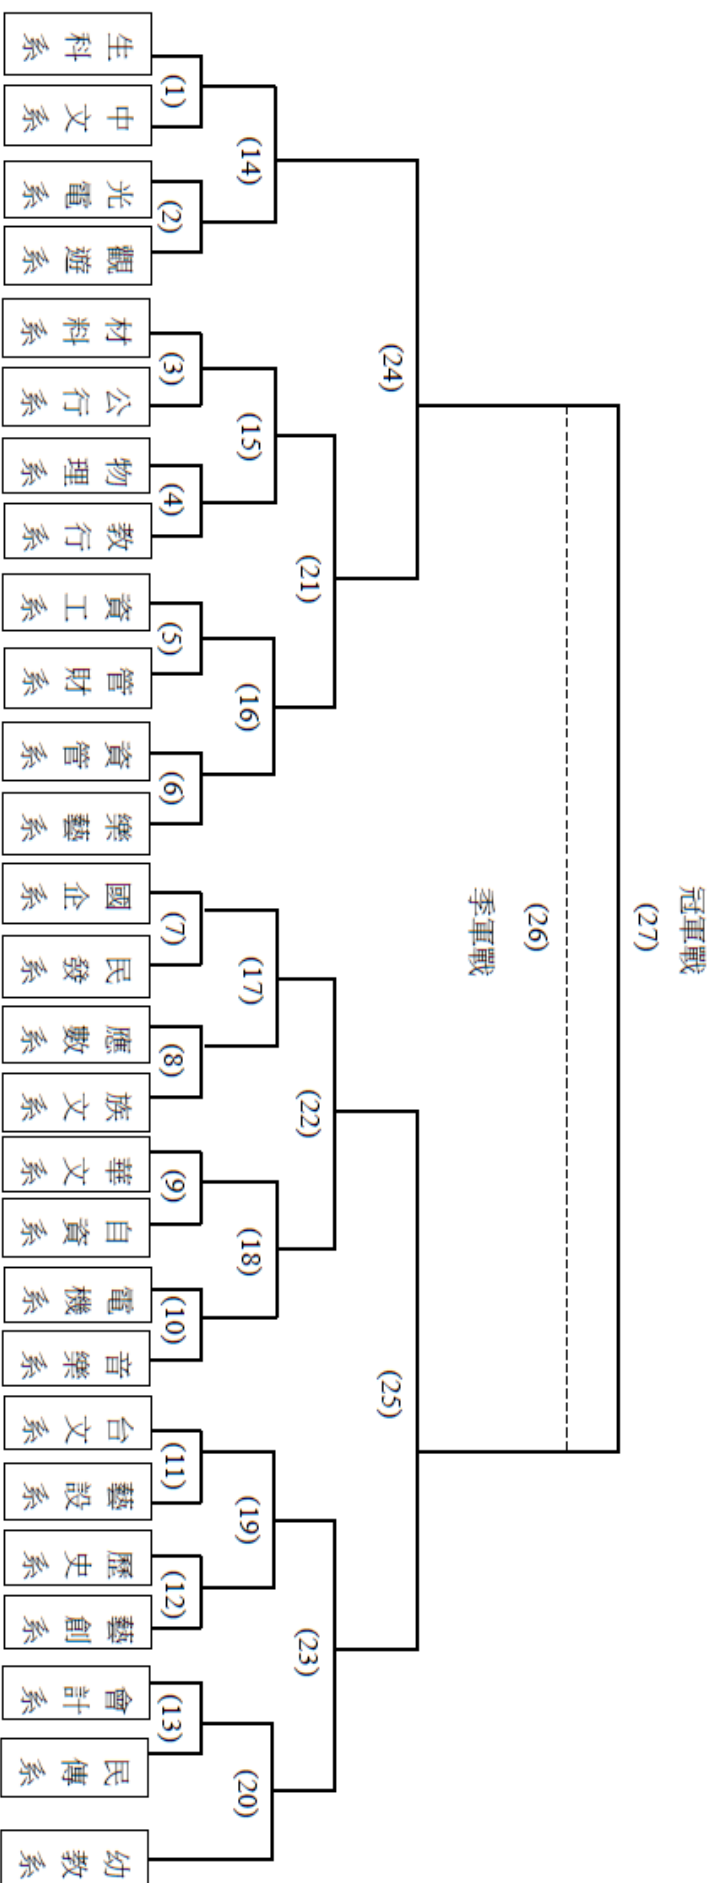 冠軍戰
(27)
(26)
季軍戰
(24)
(25)
(21)
(22)
(23)
(14)
(15)
(16)
(17)
(18)
(19)
(20)
(1)
(2)
(3)
(4)
(5)
(6)
(7)
(8)
(9)
(10)
(11)
(12)
(13)
生科系
中文系
光電系
觀遊系
材料系
公行系
物理系
教行系
資工系
管財系
資管系
樂藝系
國企系
民發系
應數系
族文系
華文系
自資系
電機系
音樂系
台文系
藝設系
歷史系
藝創系
會計系
民傳系
幼教系